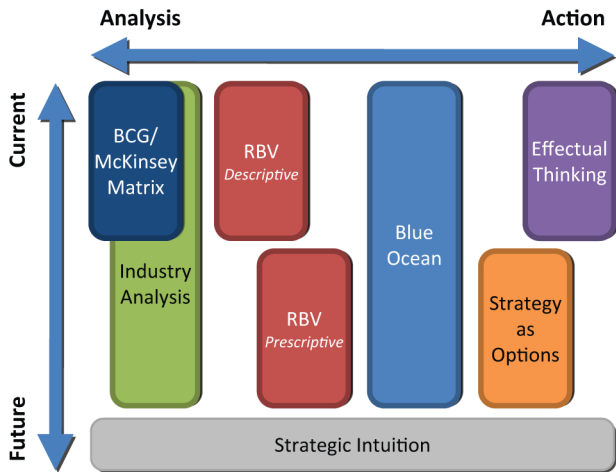 Analysis
Action
Current
Future
BCG/
McKinsey
Matrix
Industry
Analysis
RBV
Descriptive
RBV
Prescriptive
Blue
Ocean
Effectual
Thinking
Strategy
as
Options
Strategic Intuition